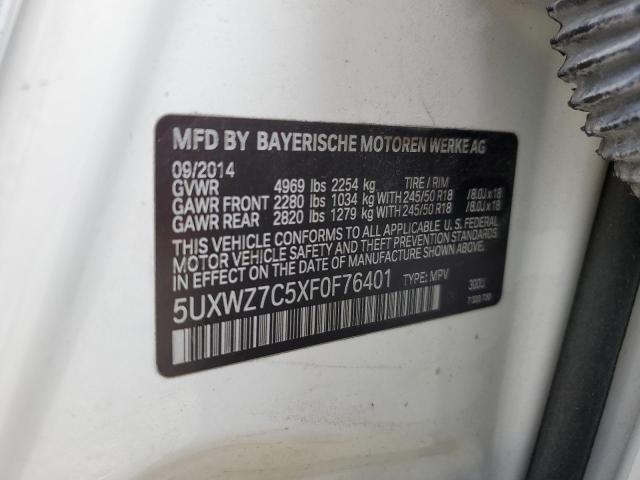 MFD BY BAYERISCHE MOTOREN WERKE AG
09/2014
GVWR 4969 lbs 2254 kg TIRE / RIM
GAWR FRONT 2280 lbs 1034 kg WITH 245/50 R18 /8.0J x 18
GAWR REAR 2820 lbs 1279 kg WITH 245/50 R18 /8.0J x 18
THIS VEHICLE CONFORMS TO ALL APPLICABLE U. S. FEDERAL
MOTOR VEHICLE SAFETY AND THEFT PREVENTION STANDARDS
IN EFFECT ON THE DATE OF MANUFACTURE SHOWN ABOVE.
5UXWZ7C5XF0F76401 TYPE: MPV 300U